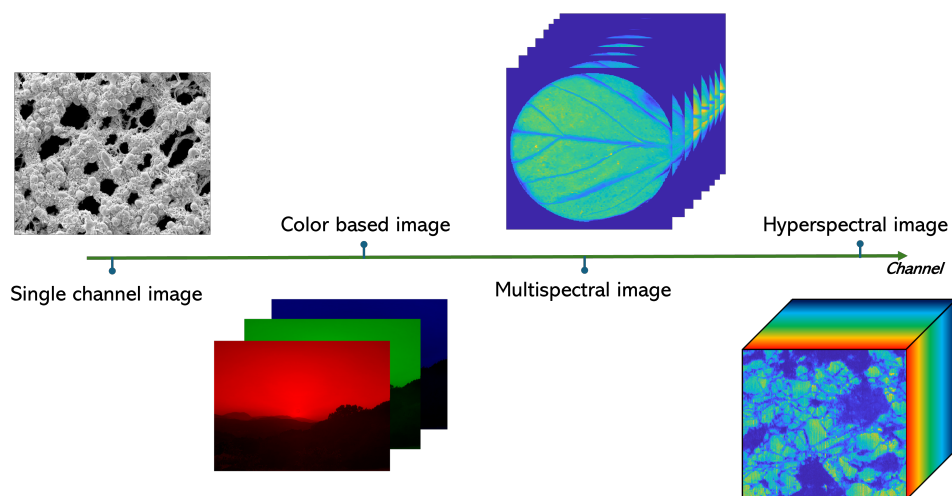 Color based image
Hyperspectral image
Channel
Single channel image
Multispectral image